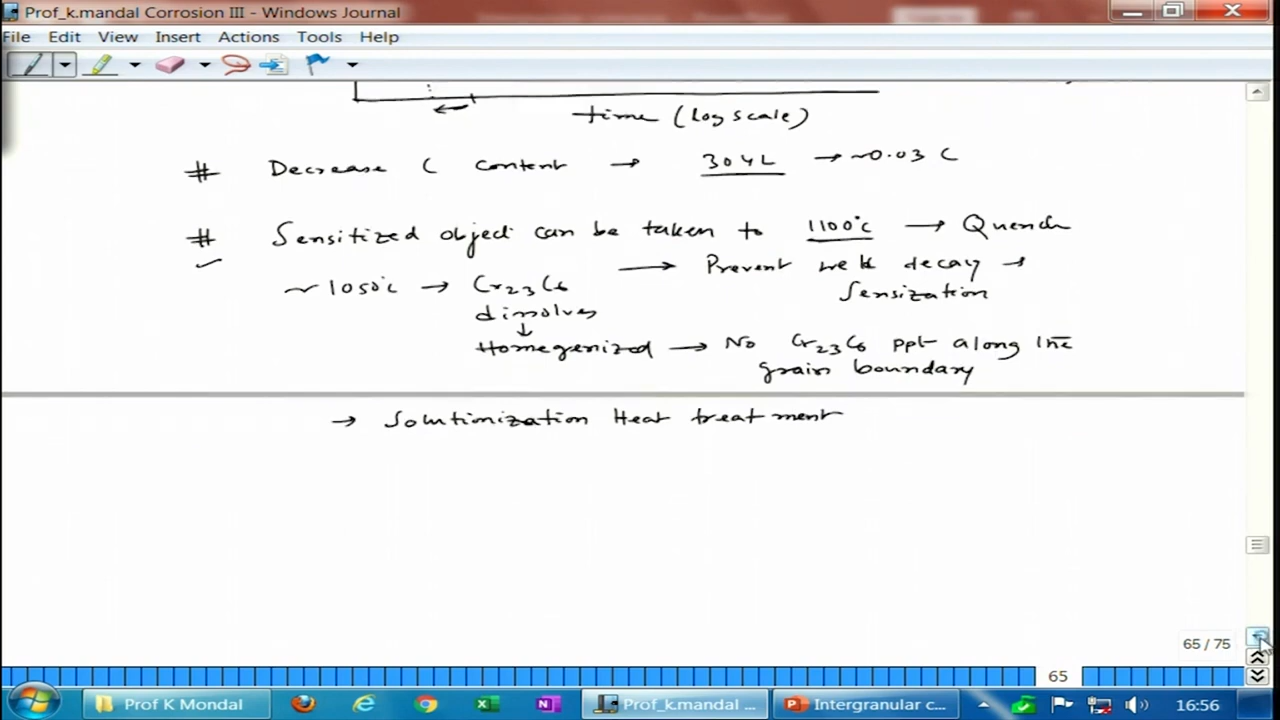 Prof_k.mandal Corrosion III - Windows Journal
File Edit View Insert Actions Tools Help
time (log scale)
# Decrease C content → 304L → ~0.03 C
# Sensitized object can be taken to 1100°C → Quench
→ Prevent weld decay →
Sensization
~ 1050°C → Cr23C6
dissolves
↓
Homogenized → No Cr23C6 ppt along the
grain boundary
→ Solutionization Heat treatment
65 / 75
65
Prof K Mondal
Prof_k.mandal ...
Intergranular c...
16:56